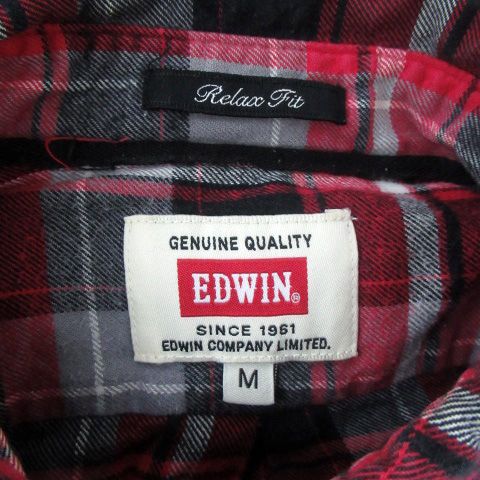 Relax Fit
GENUINE QUALITY
EDWIN®
SINCE 1961
EDWIN COMPANY LIMITED.
M